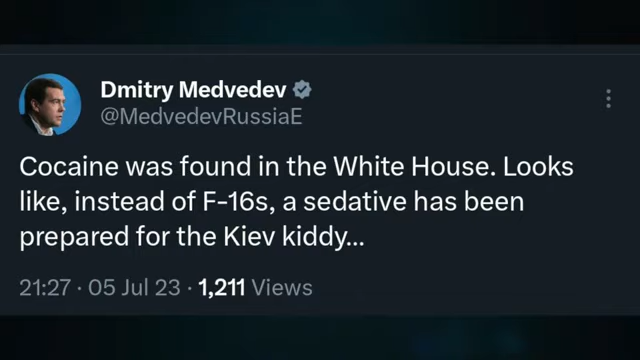 Dmitry Medvedev
@MedvedevRussiaE
Cocaine was found in the White House. Looks
like, instead of F-16s, a sedative has been
prepared for the Kiev kiddy...
21:27 · 05 Jul 23 · 1,211 Views